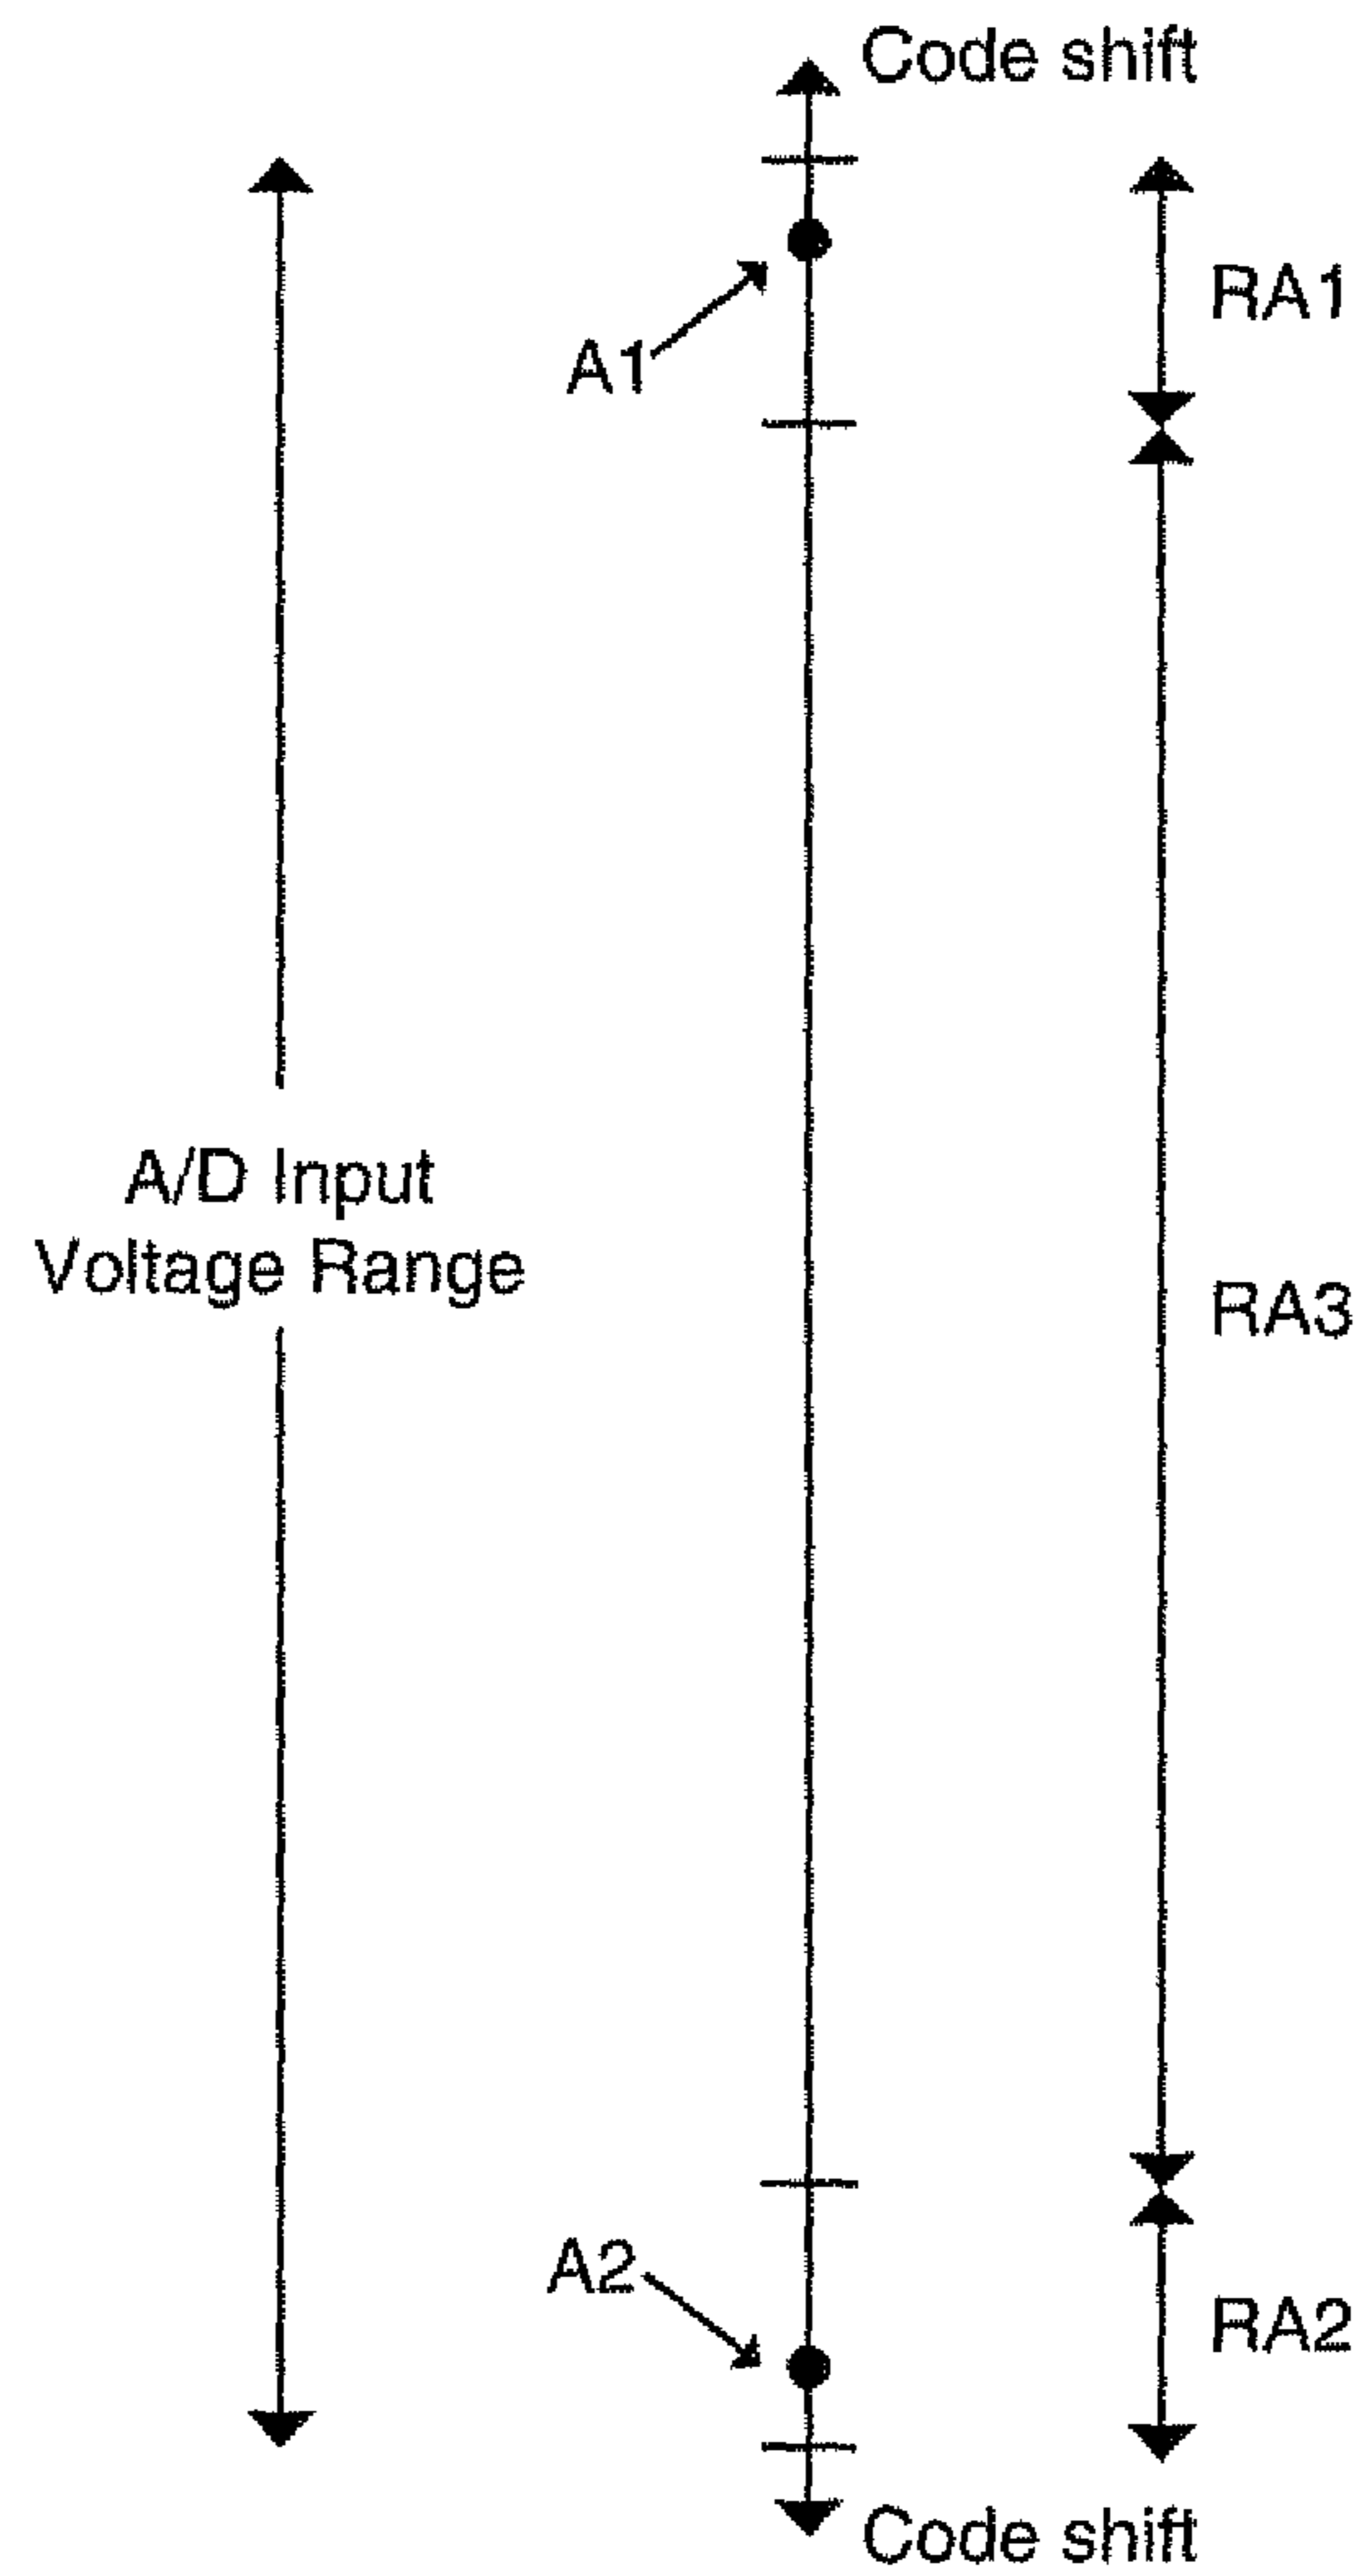 Code shift
RA1
A1
A/D Input
Voltage Range
RA3
A2
RA2
Code shift